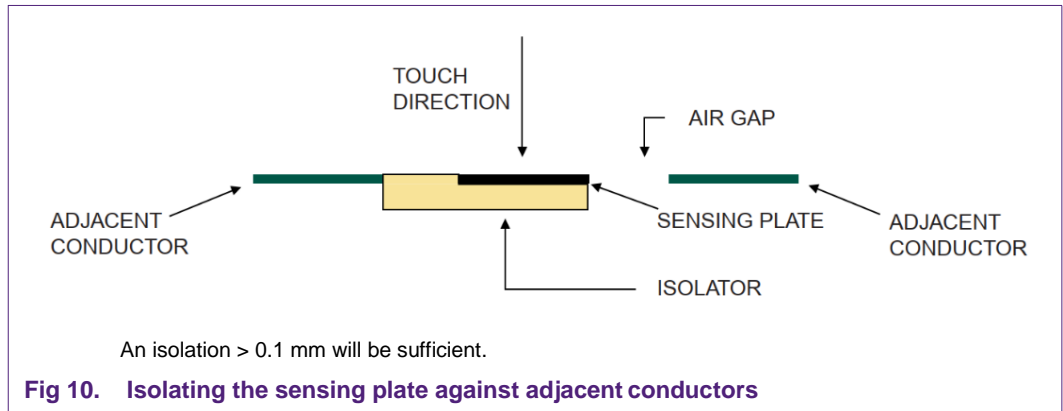 TOUCH
DIRECTION
AIR GAP
ADJACENT
CONDUCTOR
SENSING PLATE
ADJACENT
CONDUCTOR
ISOLATOR
An isolation > 0.1 mm will be sufficient.
Fig 10. Isolating the sensing plate against adjacent conductors